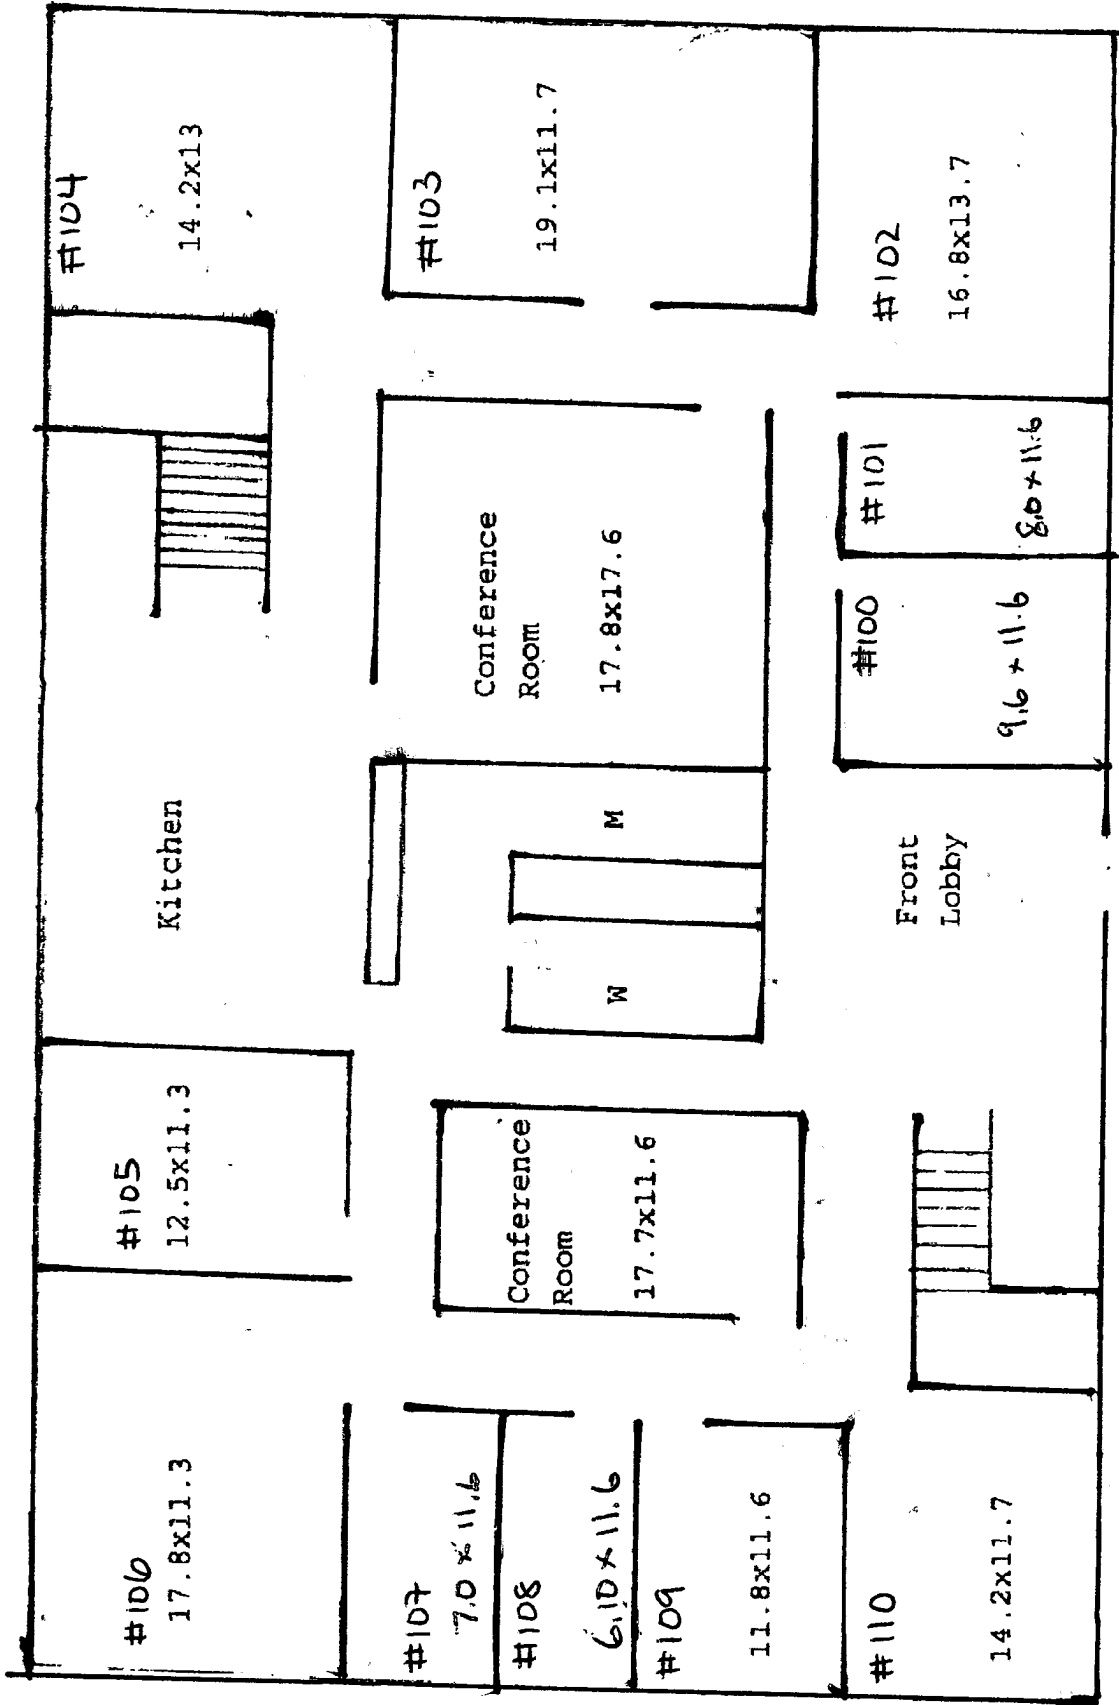 #104
14.2x13
#103
19.1x11.7
#102
16.8x13.7
#101
8.0x11.6
#100
9.6x11.6
Conference
Room
17.8x17.6
Kitchen
M
W
Front
Lobby
#105
12.5x11.3
Conference
Room
17.7x11.6
#106
17.8x11.3
#107
7.0x11.6
#108
6.10x11.6
#109
11.8x11.6
#110
14.2x11.7